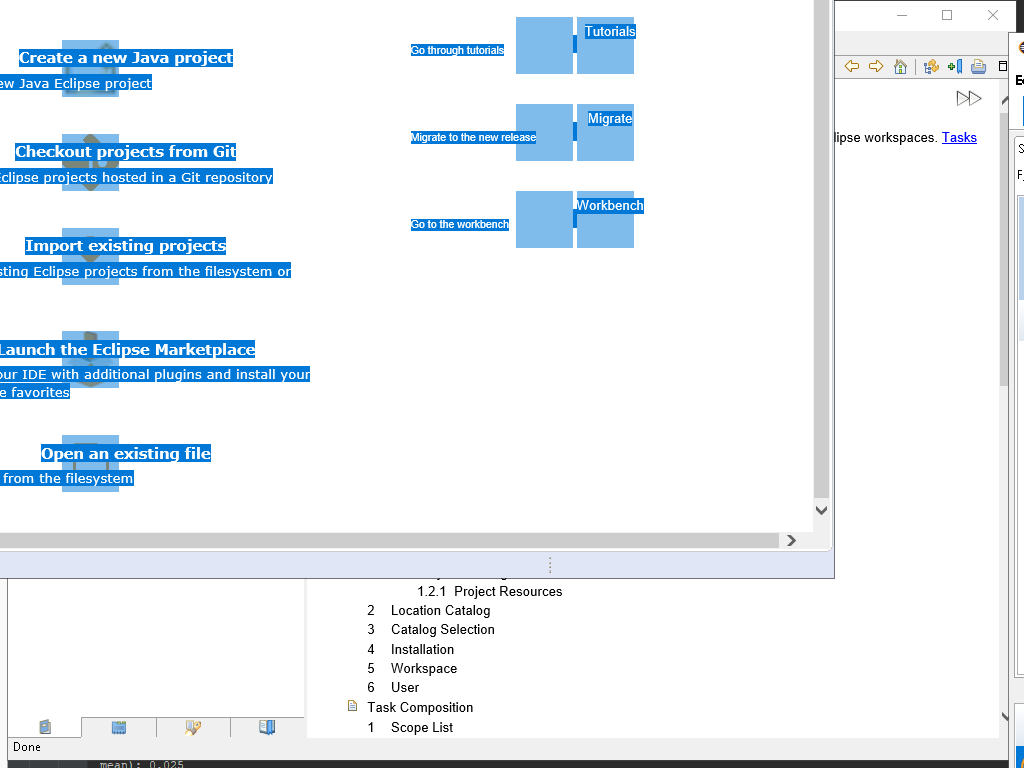 Create a new Java project
ew Java Eclipse project
Checkout projects from Git
Eclipse projects hosted in a Git repository
Import existing projects
sting Eclipse projects from the filesystem or
Launch the Eclipse Marketplace
our IDE with additional plugins and install your
e favorites
Open an existing file
from the filesystem
Go through tutorials
Tutorials
Migrate to the new release
Migrate
Go to the workbench
Workbench
lipse workspaces. Tasks
1.2.1 Project Resources
2 Location Catalog
3 Catalog Selection
4 Installation
5 Workspace
6 User
Task Composition
1 Scope List
Done
mean): 0.025